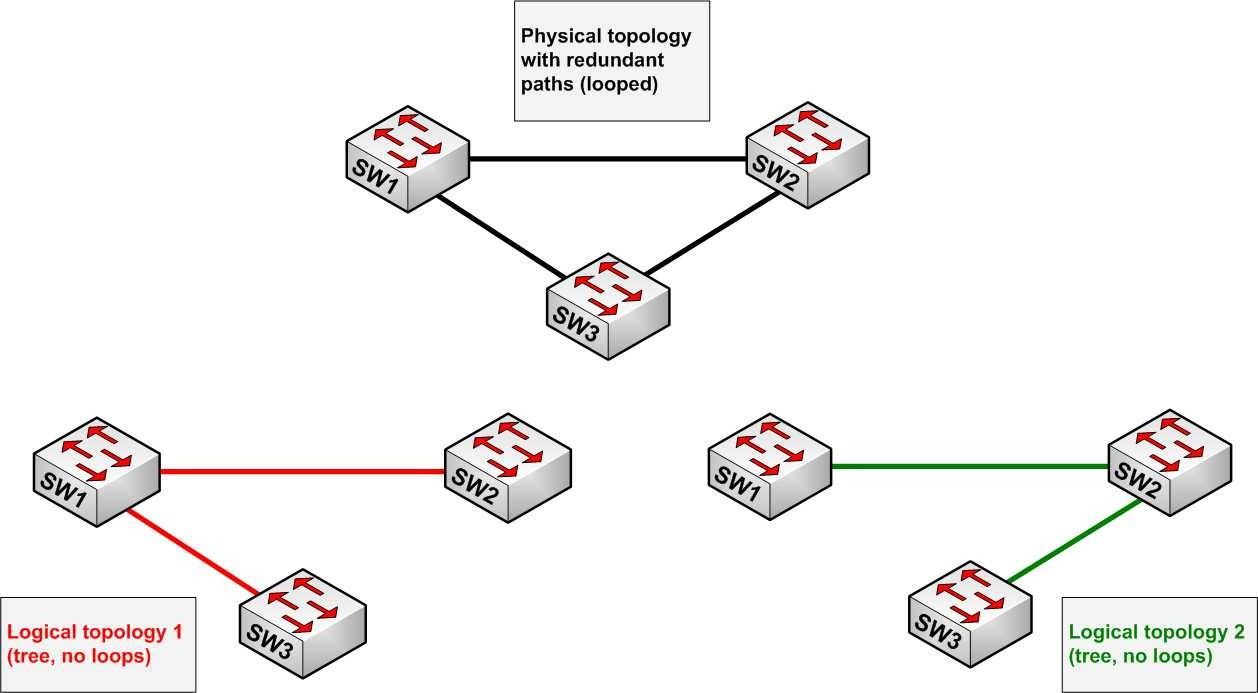 Physical topology
with redundant
paths (looped)
SW1
SW2
SW3
SW1
SW2
SW3
Logical topology 1
(tree, no loops)
SW1
SW2
SW3
Logical topology 2
(tree, no loops)